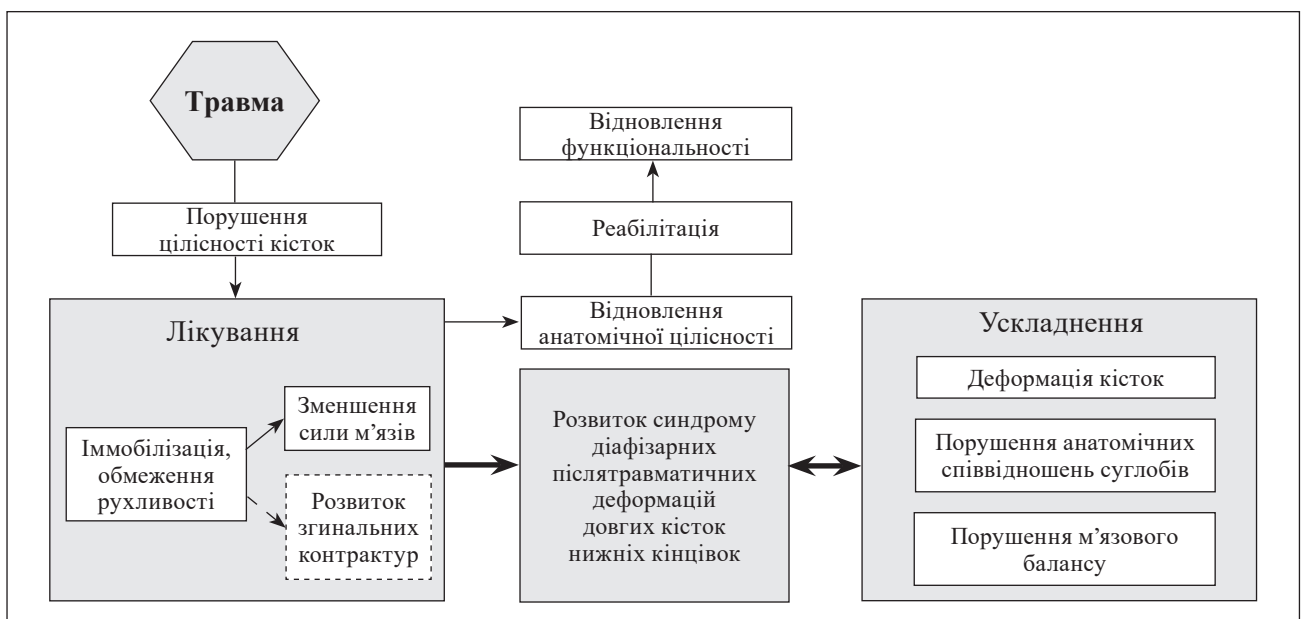 Травма
Порушення
цілісності кісток
Відновлення
функціональності
Реабілітація
Відновлення
анатомічної цілісності
Лікування
Іммобілізація,
обмеження
рухливості
Зменшення
сили м'язів
Розвиток
згинальних
контрактур
Розвиток синдрому
діафізарних
післятравматичних
деформацій
довгих кісток
нижніх кінцівок
Ускладнення
Деформація кісток
Порушення анатомічних
співвідношень суглобів
Порушення м'язового
балансу